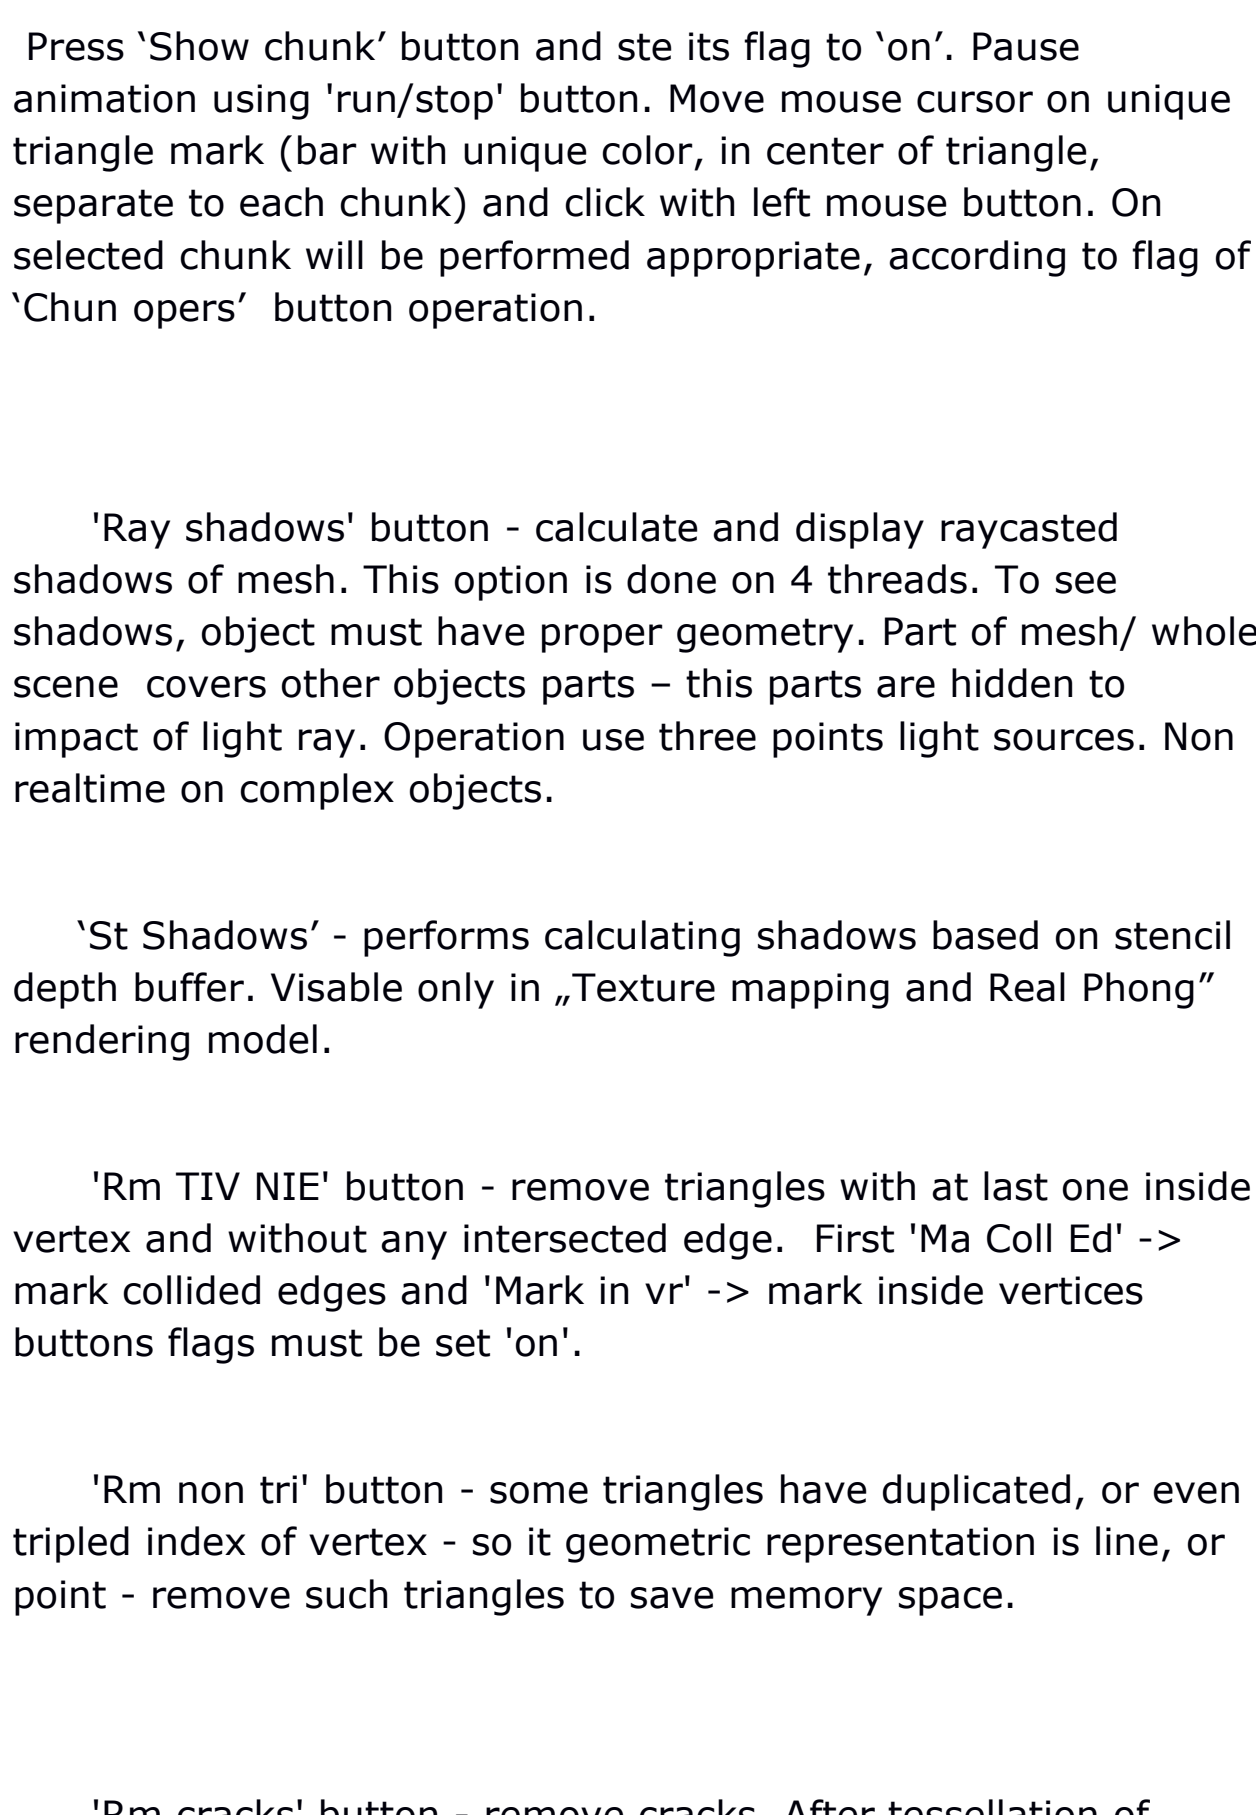 Press ‘Show chunk’ button and ste its flag to ‘on’. Pause
animation using 'run/stop' button. Move mouse cursor on unique
triangle mark (bar with unique color, in center of triangle,
separate to each chunk) and click with left mouse button. On
selected chunk will be performed appropriate, according to flag of
‘Chun opers’  button operation.
'Ray shadows' button - calculate and display raycasted
shadows of mesh. This option is done on 4 threads. To see
shadows, object must have proper geometry. Part of mesh/ whole
scene  covers other objects parts – this parts are hidden to
impact of light ray. Operation use three points light sources. Non
realtime on complex objects.
‘St Shadows’ - performs calculating shadows based on stencil
depth buffer. Visable only in „Texture mapping and Real Phong”
rendering model.
'Rm TIV NIE' button - remove triangles with at last one inside
vertex and without any intersected edge.  First 'Ma Coll Ed' ->
mark collided edges and 'Mark in vr' -> mark inside vertices
buttons flags must be set 'on'.
'Rm non tri' button - some triangles have duplicated, or even
tripled index of vertex - so it geometric representation is line, or
point - remove such triangles to save memory space.
'Rm cracks' button - remove cracks. After tessellation of